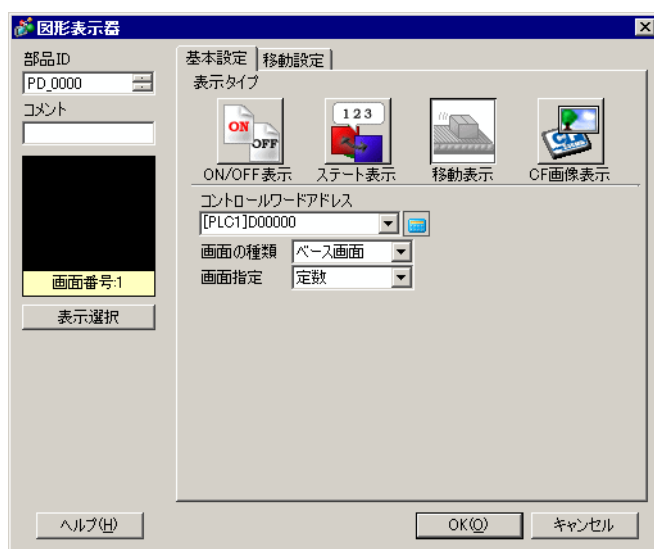 図形表示器
部品ID
PD_0000
コメント
画面番号:1
表示選択
基本設定 移動設定
表示タイプ
ON OFF
1 2 3
CF
ON/OFF表示 ステート表示 移動表示 CF画像表示
コントロールワードアドレス
[PLC1]D00000
画面の種類 ベース画面
画面指定 定数
ヘルプ(H) OK(O) キャンセル